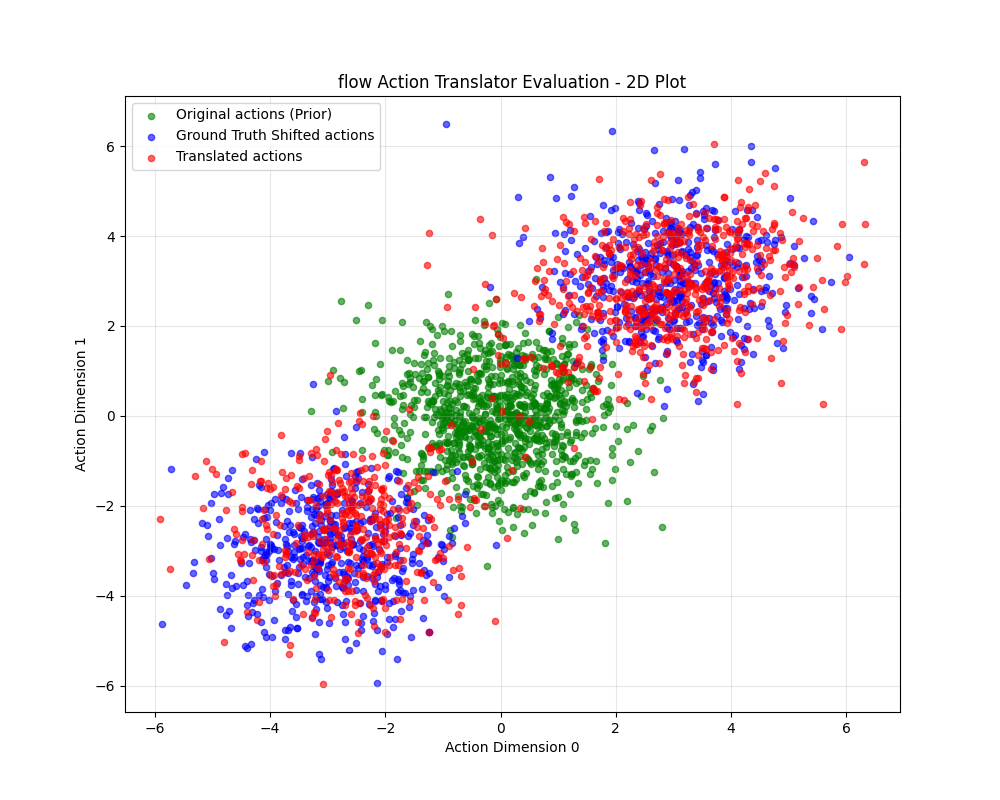 flow Action Translator Evaluation - 2D Plot
Original actions (Prior)
Ground Truth Shifted actions
Translated actions
6
4
2
0
−2
−4
−6
Action Dimension 1
−6 −4 −2 0 2 4 6
Action Dimension 0